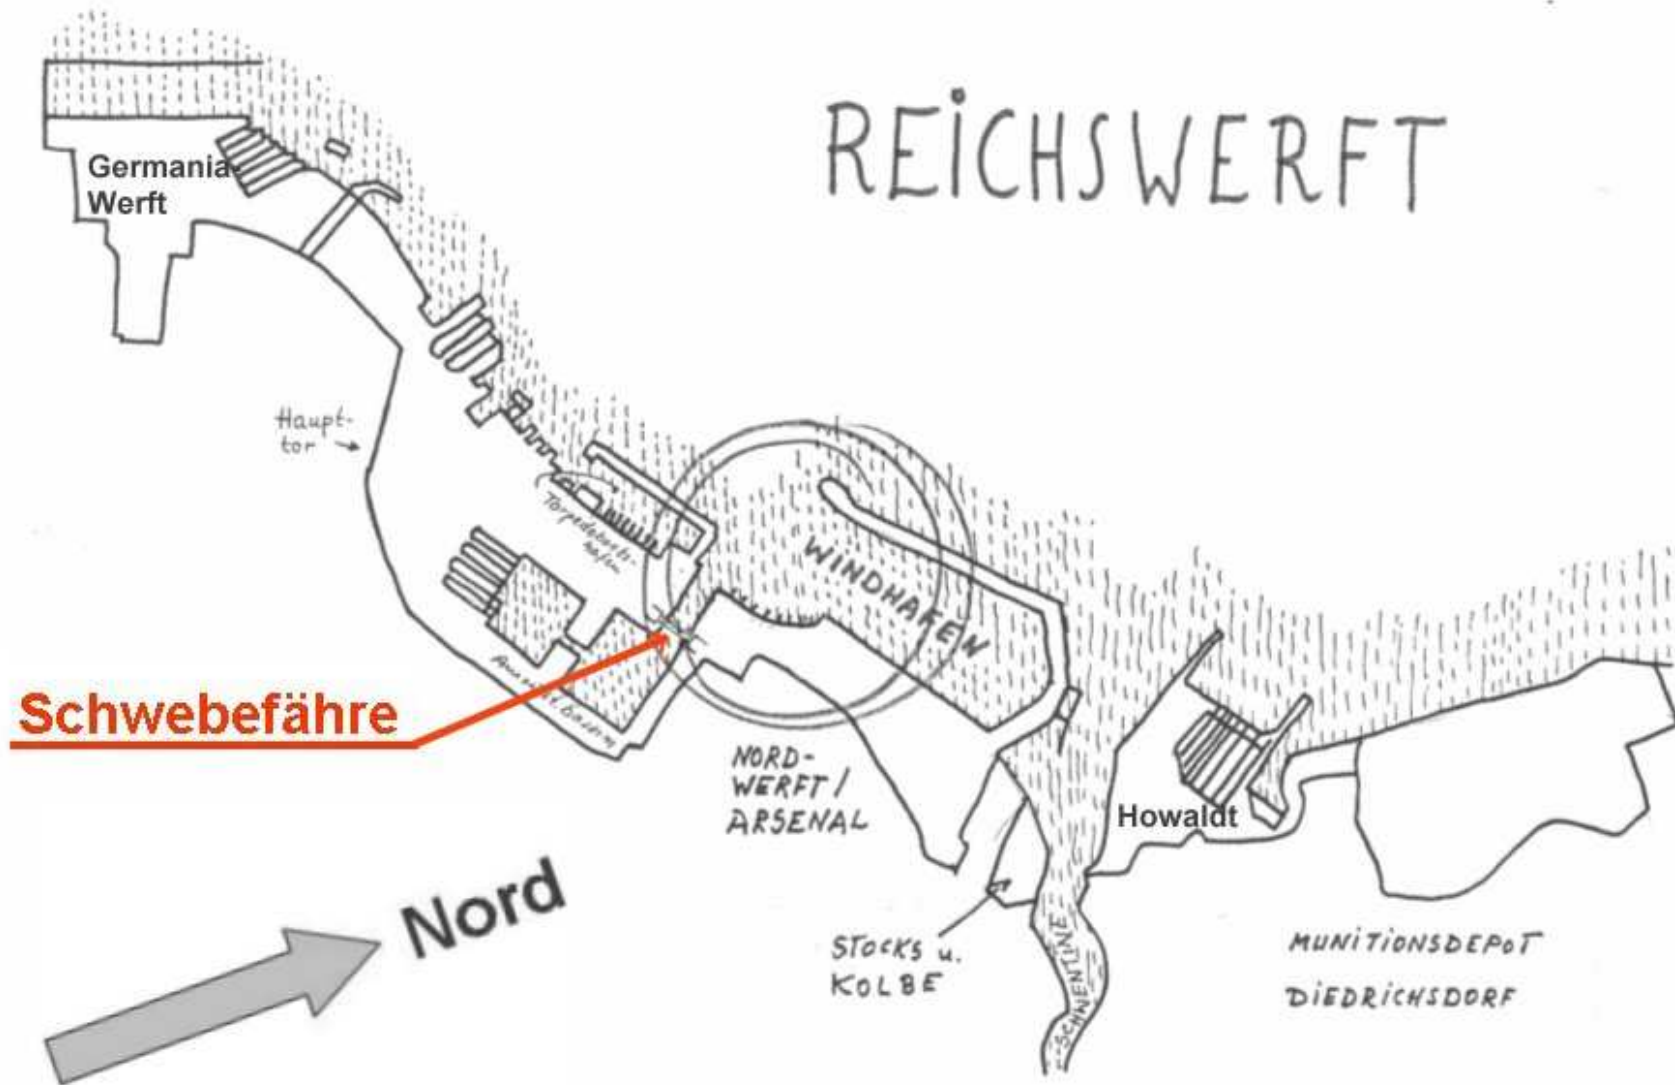 REICHSWERFT
Germania-
Werft
Haupt-
tor
Torpedoboots-
hafen
WINDHAFEN
Schwebefähre
NORD-
WERFT/
ARSENAL
Howaldt
Nord
STOCKS u.
KOLBE
SCHWENTINE
MUNITIONSDEPOT
DIEDRICHSDORF